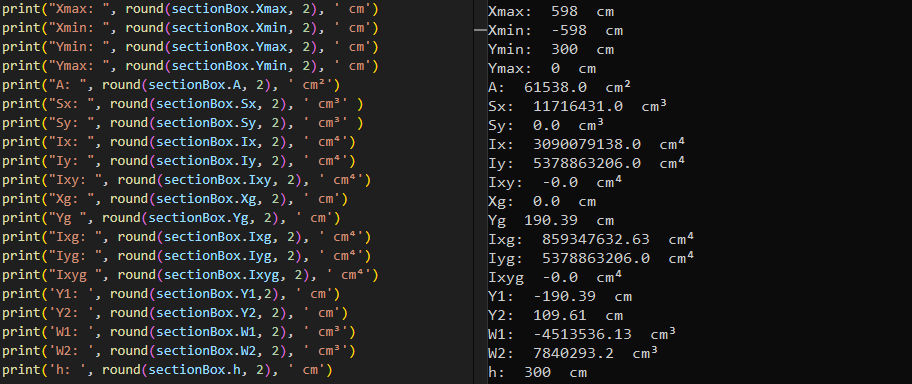 print("Xmax: ", round(sectionBox.Xmax, 2), ' cm')
print("Xmin: ", round(sectionBox.Xmin, 2), ' cm')
print("Ymin: ", round(sectionBox.Ymax, 2), ' cm')
print("Ymax: ", round(sectionBox.Ymin, 2), ' cm')
print("A: ", round(sectionBox.A, 2), ' cm²')
print("Sx: ", round(sectionBox.Sx, 2), ' cm³' )
print("Sy: ", round(sectionBox.Sy, 2), ' cm³' )
print("Ix: ", round(sectionBox.Ix, 2), ' cm⁴')
print("Iy: ", round(sectionBox.Iy, 2), ' cm⁴')
print("Ixy: ", round(sectionBox.Ixy, 2), ' cm⁴')
print("Xg: ", round(sectionBox.Xg, 2), ' cm')
print("Yg ", round(sectionBox.Yg, 2), ' cm')
print("Ixg: ", round(sectionBox.Ixg, 2), ' cm⁴')
print("Iyg: ", round(sectionBox.Iyg, 2), ' cm⁴')
print("Ixyg ", round(sectionBox.Ixyg, 2), ' cm⁴')
print('Y1: ', round(sectionBox.Y1,2), ' cm')
print('Y2: ', round(sectionBox.Y2, 2), ' cm')
print('W1: ', round(sectionBox.W1, 2), ' cm³')
print('W2: ', round(sectionBox.W2, 2), ' cm³')
print('h: ', round(sectionBox.h, 2), ' cm')
Xmax:  598  cm
Xmin:  -598  cm
Ymin:  300  cm
Ymax:  0  cm
A:  61538.0  cm²
Sx:  11716431.0  cm³
Sy:  0.0  cm³
Ix:  3090079138.0  cm⁴
Iy:  5378863206.0  cm⁴
Ixy:  -0.0  cm⁴
Xg:  0.0  cm
Yg  190.39  cm
Ixg:  859347632.63  cm⁴
Iyg:  5378863206.0  cm⁴
Ixyg  -0.0  cm⁴
Y1:  -190.39  cm
Y2:  109.61  cm
W1:  -4513536.13  cm³
W2:  7840293.2  cm³
h:  300  cm